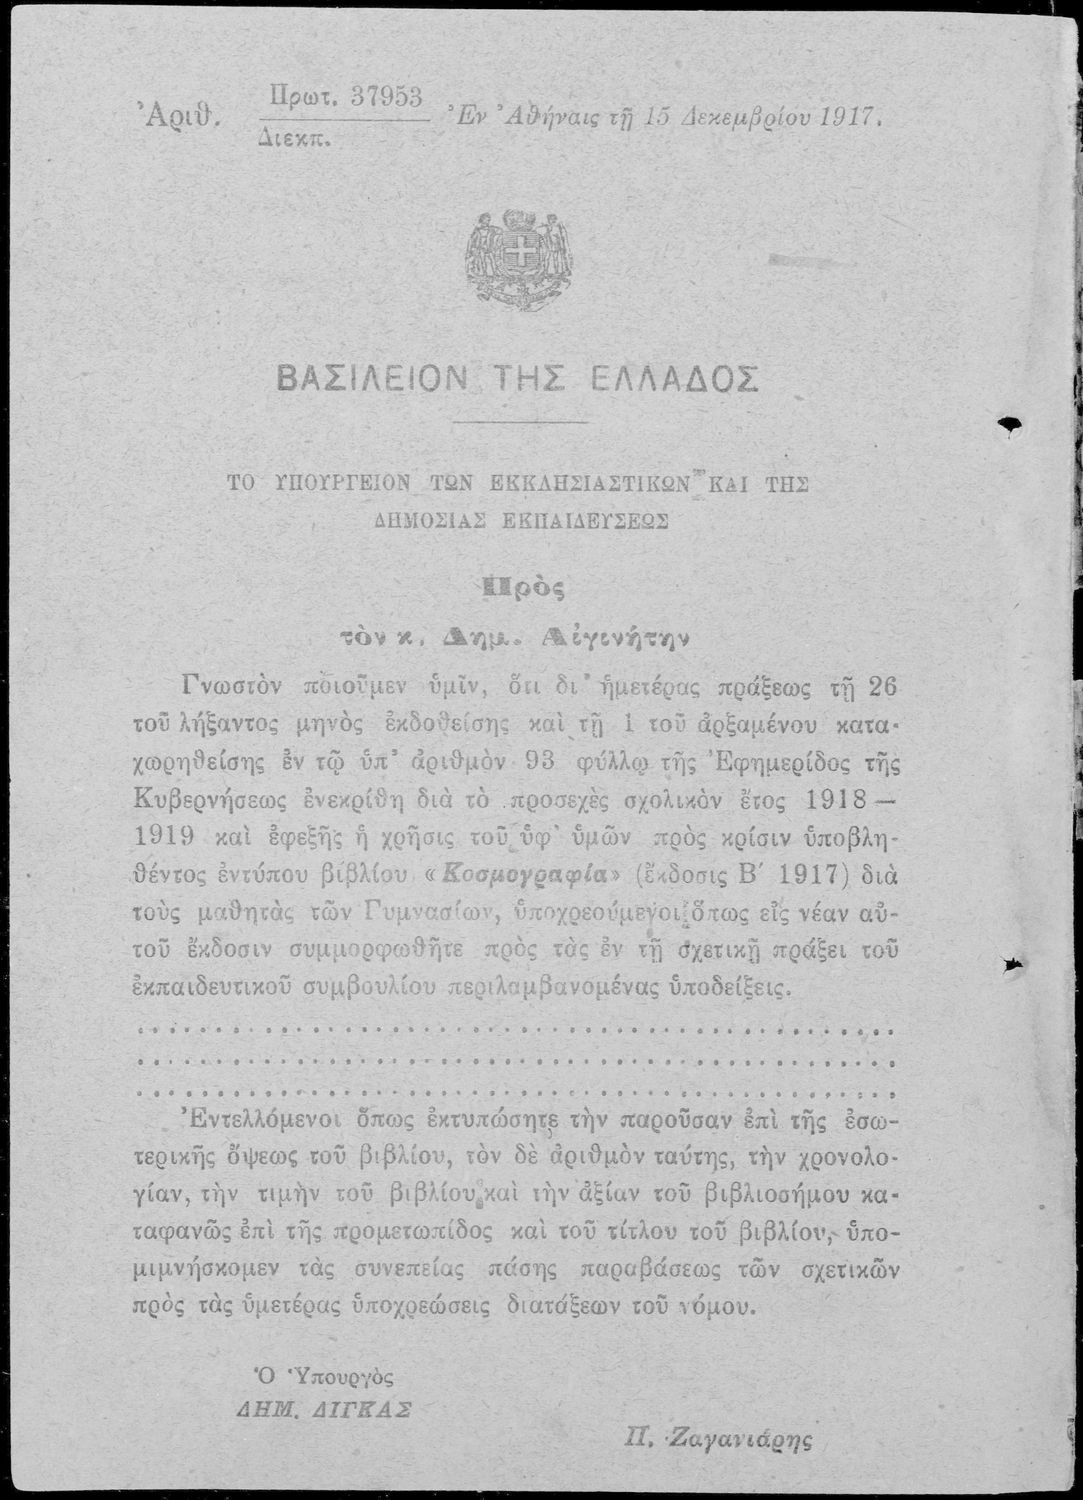 Ἀριθ. Πρωτ. 37953 Ἐν Ἀθήναις τῇ 15 Δεκεμβρίου 1917.
Διεκπ.
ΒΑΣΙΛΕΙΟΝ ΤΗΣ ΕΛΛΑΔΟΣ
ΤΟ ΥΠΟΥΡΓΕΙΟΝ ΤΩΝ ΕΚΚΛΗΣΙΑΣΤΙΚΩΝ ΚΑΙ ΤΗΣ
ΔΗΜΟΣΙΑΣ ΕΚΠΑΙΔΕΥΣΕΩΣ
Πρὸς
τὸν κ. Δημ. Αἰγινήτην
Γνωστὸν ποιοῦμεν ὑμῖν, ὅτι δι' ἡμετέρας πράξεως τῇ 26
τοῦ λήξαντος μηνὸς ἐκδοθείσης καὶ τῇ 1 τοῦ ἀρξαμένου κατα-
χωρηθείσης ἐν τῷ ὑπ' ἀριθμὸν 93 φύλλῳ τῆς Ἐφημερίδος τῆς
Κυβερνήσεως ἐνεκρίθη διὰ τὸ προσεχὲς σχολικὸν ἔτος 1918 —
1919 καὶ ἐφεξῆς ἡ χρῆσις τοῦ ὑφ' ὑμῶν πρὸς κρίσιν ὑποβλη-
θέντος ἐντύπου βιβλίου «Κοσμογραφία» (ἔκδοσις Β′ 1917) διὰ
τοὺς μαθητὰς τῶν Γυμνασίων, ὑποχρεούμενοι ὅπως εἰς νέαν αὐ-
τοῦ ἔκδοσιν συμμορφωθῆτε πρὸς τὰς ἐν τῇ σχετικῇ πράξει τοῦ
ἐκπαιδευτικοῦ συμβουλίου περιλαμβανομένας ὑποδείξεις.
Ἐντελλόμενοι ὅπως ἐκτυπώσητε τὴν παροῦσαν ἐπὶ τῆς ἐσω-
τερικῆς ὄψεως τοῦ βιβλίου, τὸν δὲ ἀριθμὸν ταύτης, τὴν χρονολο-
γίαν, τὴν τιμὴν τοῦ βιβλίου καὶ τὴν ἀξίαν τοῦ βιβλιοσήμου κα-
ταφανῶς ἐπὶ τῆς προμετωπίδος καὶ τοῦ τίτλου τοῦ βιβλίου, ὑπο-
μιμνήσκομεν τὰς συνεπείας πάσης παραβάσεως τῶν σχετικῶν
πρὸς τὰς ὑμετέρας ὑποχρεώσεις διατάξεων τοῦ νόμου.
Ὁ Ὑπουργὸς
ΔΗΜ. ΔΙΓΚΑΣ
Π. Ζαγανιάρης